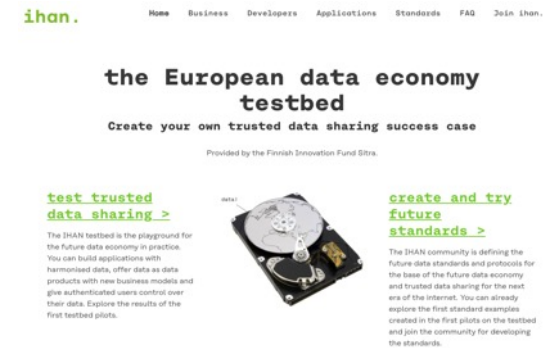 ihan.
Home Business Developers Applications Standards FAQ Join ihan.
the European data economy
testbed
Create your own trusted data sharing success case
Provided by the Finnish Innovation Fund Sitra.
test trusted
data sharing >
The IHAN testbed is the playground for
the future data economy in practice.
You can build applications with
harmonised data, offer data as data
products with new business models and
give authenticated users control over
their data. Explore the results of the
first testbed pilots.
data!
create and try
future
standards >
The IHAN community is defining the
future data standards and protocols for
the base of the future data economy
and trusted data sharing for the next
era of the internet. You can already
explore the first standard examples
created in the first pilots on the testbed
and join the community for developing
the standards.